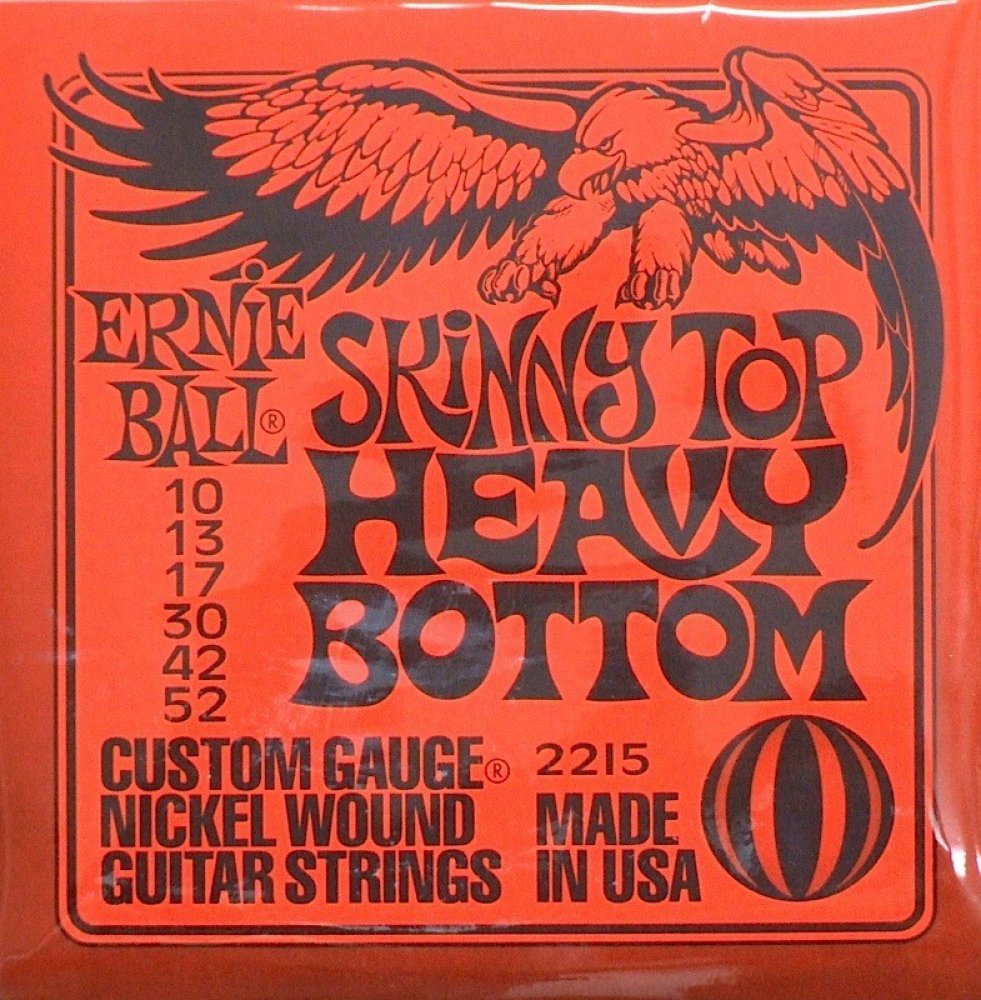 ERNiE
BALL®
SKiNNY TOP
HEAVY
BOTTOM
10
13
17
30
42
52
CUSTOM GAUGE®
NICKEL WOUND
GUITAR STRINGS
2215
MADE
IN USA